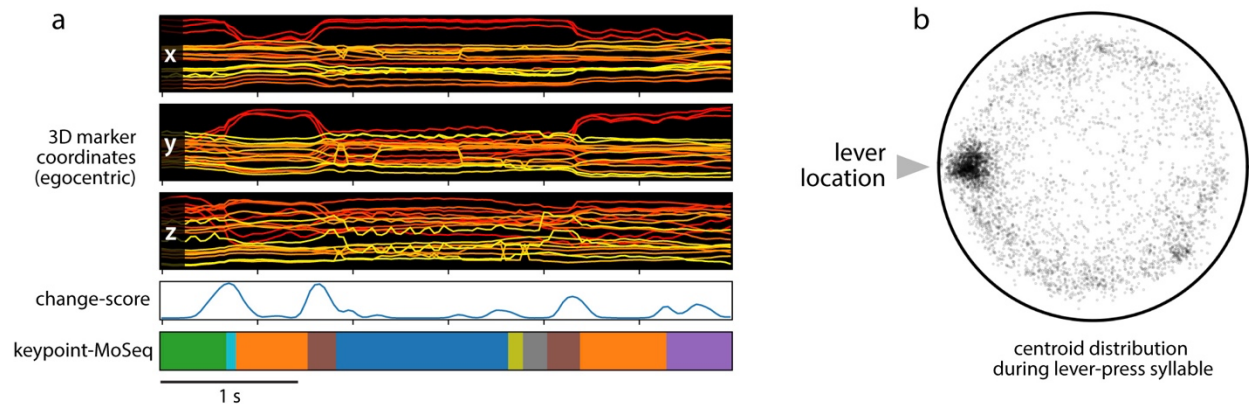 a
x
y
z
3D marker
coordinates
(egocentric)
change-score
keypoint-MoSeq
1 s
b
lever
location
centroid distribution
during lever-press syllable